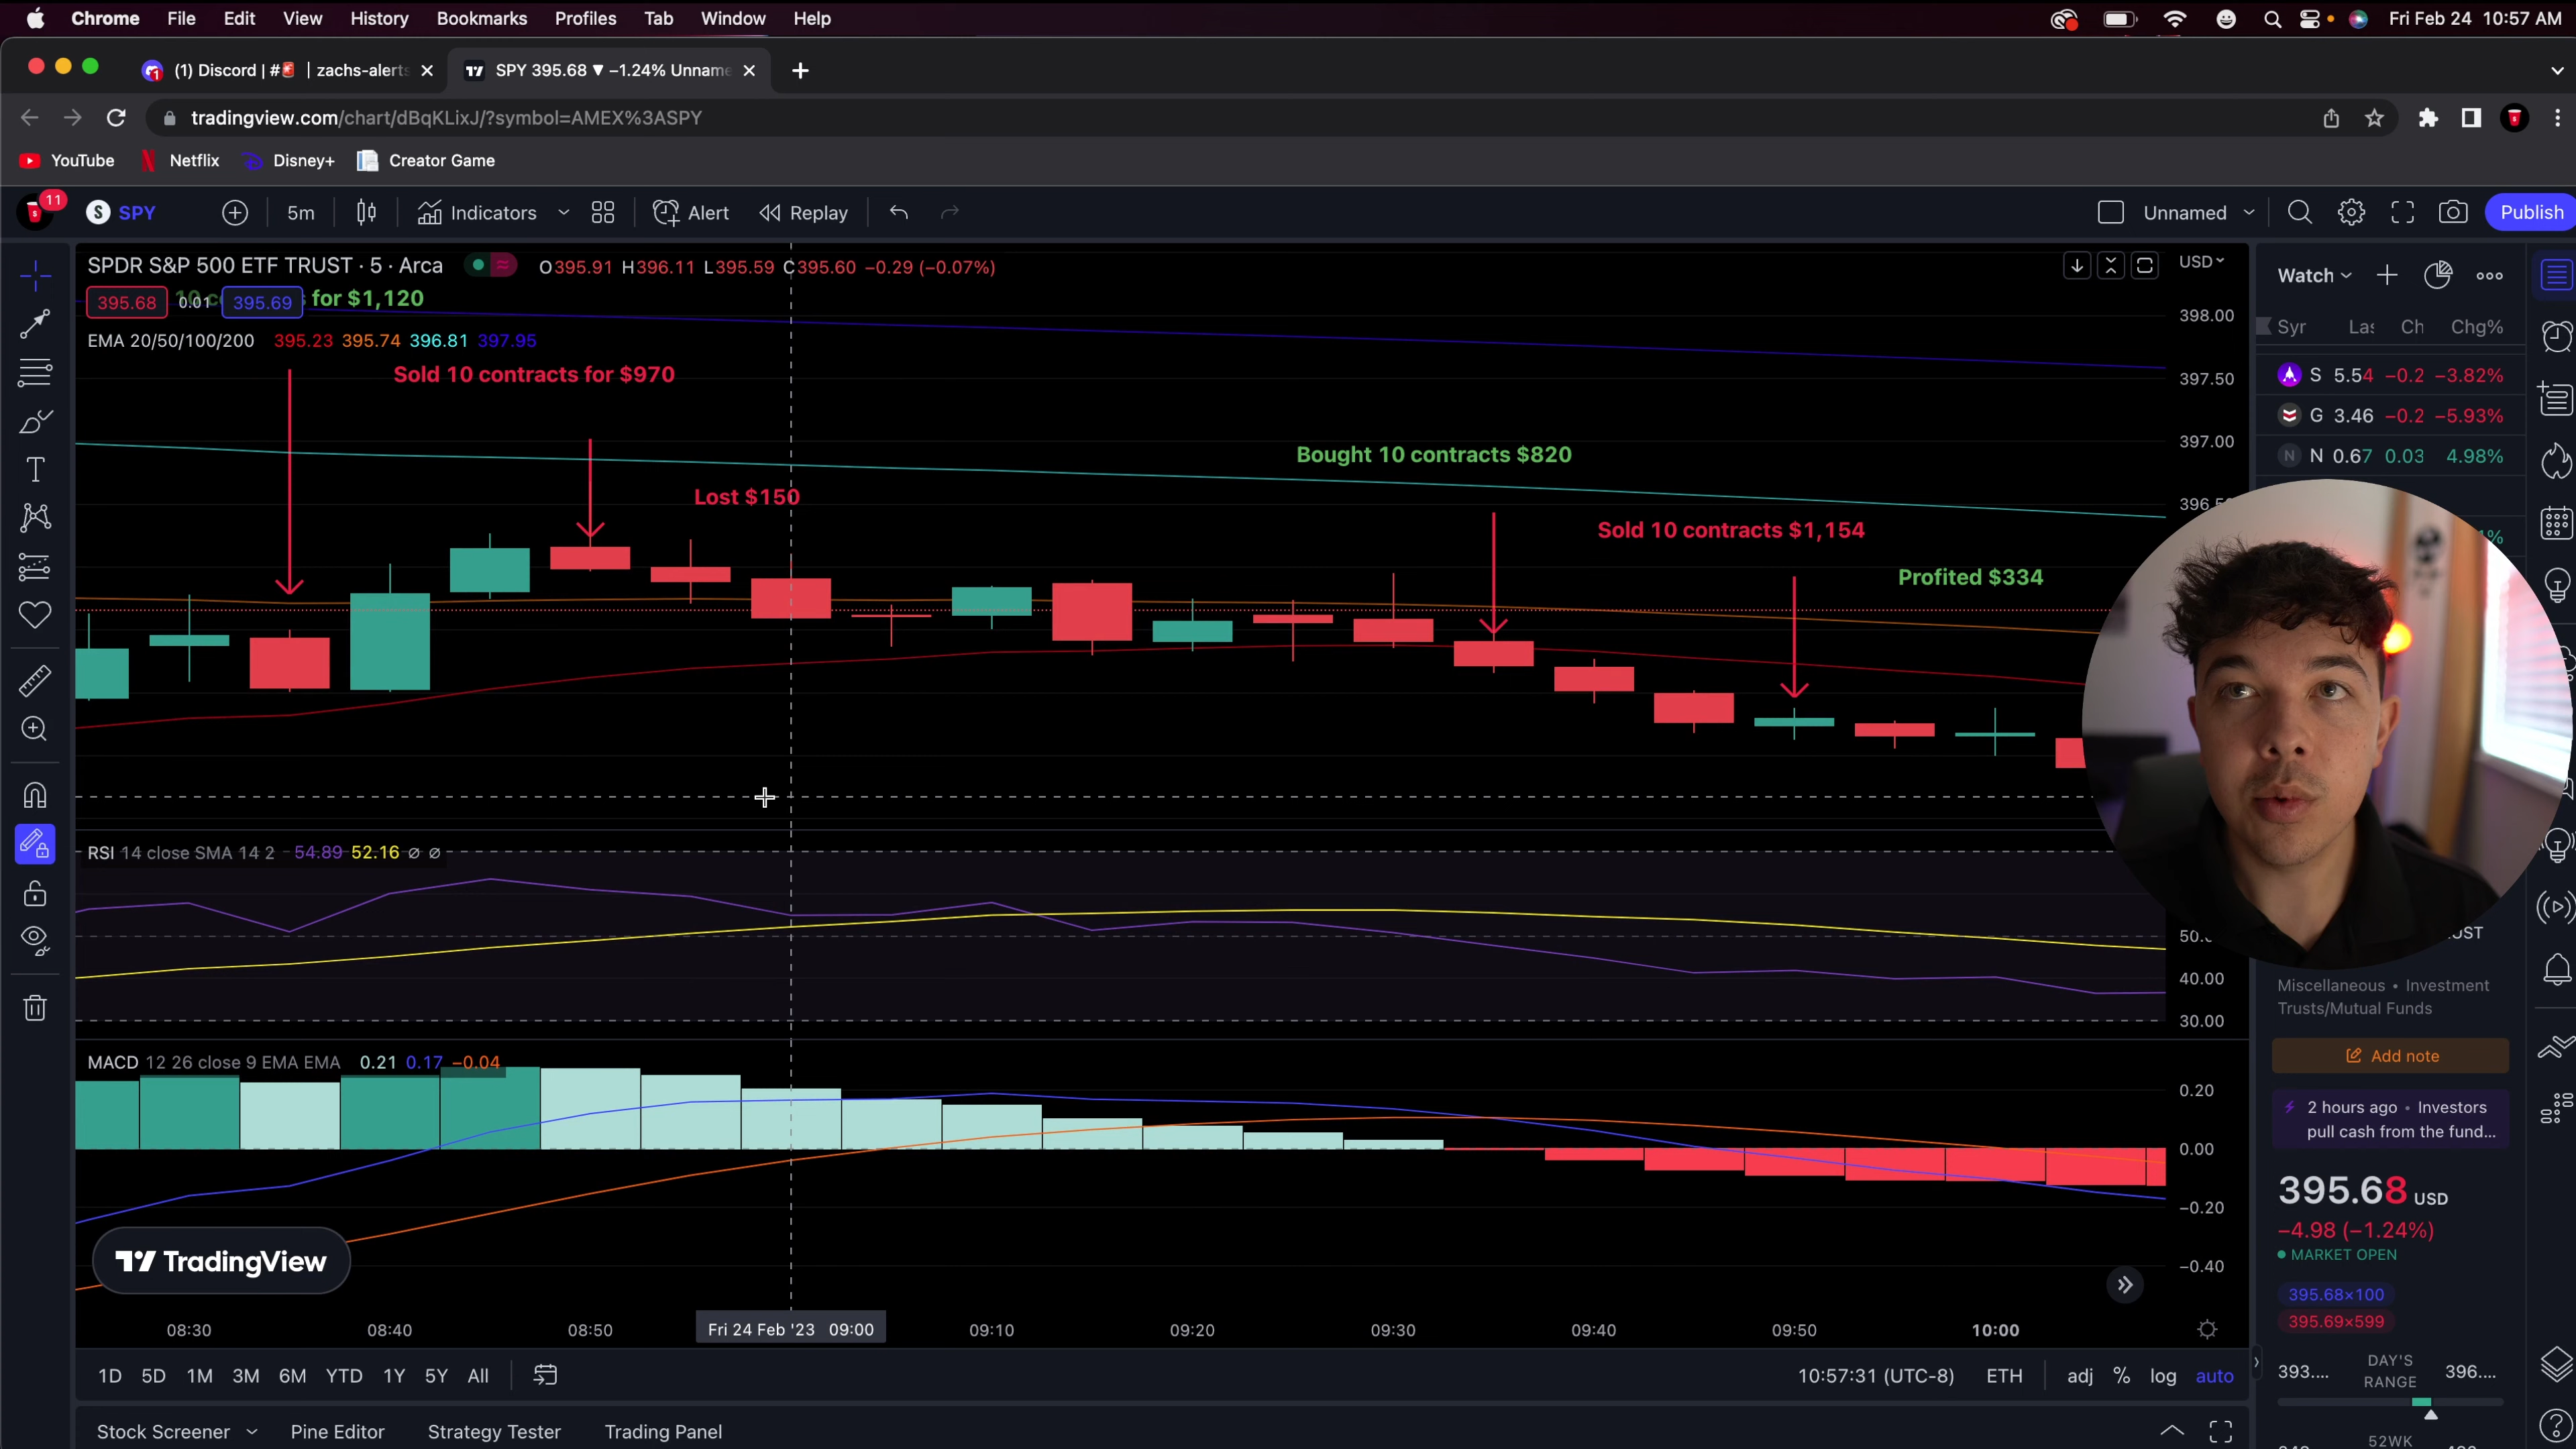 Chrome File Edit View History Bookmarks Profiles Tab Window Help Fri Feb 24 10:57 AM
(1) Discord | # | zachs-alerts SPY 395.68 ▼ −1.24% Unname
tradingview.com/chart/dBqKLixJ/?symbol=AMEX%3ASPY
YouTube Netflix Disney+ Creator Game
11 SPY 5m Indicators Alert Replay Unnamed Publish
SPDR S&P 500 ETF TRUST · 5 · Arca O395.91 H396.11 L395.59 C395.60 −0.29 (−0.07%) USD
395.68 0.01 395.69 for $1,120
EMA 20/50/100/200 395.23 395.74 396.81 397.95
Sold 10 contracts for $970
Lost $150
Bought 10 contracts $820
Sold 10 contracts $1,154
Profited $334
398.00
397.50
397.00
RSI 14 close SMA 14 2 54.89 52.16 ∅ ∅
40.00
30.00
MACD 12 26 close 9 EMA EMA 0.21 0.17 −0.04
0.20
0.00
−0.20
−0.40
TradingView
08:30 08:40 08:50 Fri 24 Feb '23 09:00 09:10 09:20 09:30 09:40 09:50 10:00
1D 5D 1M 3M 6M YTD 1Y 5Y All 10:57:31 (UTC-8) ETH adj % log auto
Stock Screener Pine Editor Strategy Tester Trading Panel
Watch
Syr Las Ch Chg%
S 5.54 −0.2 −3.82%
G 3.46 −0.2 −5.93%
N 0.67 0.03 4.98%
Miscellaneous • Investment
Trusts/Mutual Funds
Add note
2 hours ago • Investors
pull cash from the fund...
395.68 USD
−4.98 (−1.24%)
MARKET OPEN
395.68×100
395.69×599
393.... DAY'S RANGE 396....
52WK